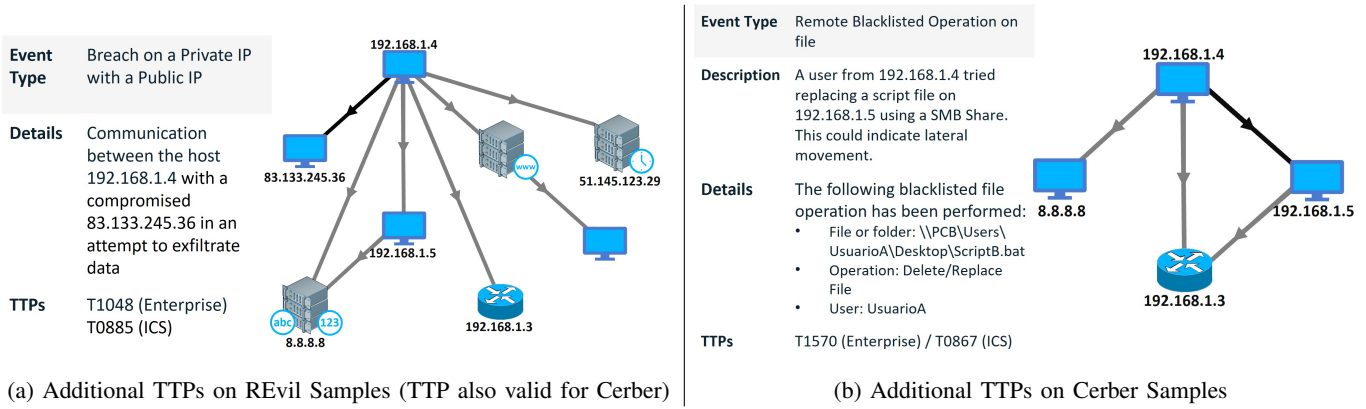 Event Type
Breach on a Private IP
with a Public IP
Details
Communication
between the host
192.168.1.4 with a
compromised
83.133.245.36 in an
attempt to exfiltrate
data
TTPs
T1048 (Enterprise)
T0885 (ICS)
192.168.1.4
83.133.245.36
www
51.145.123.29
192.168.1.5
abc
123
8.8.8.8
192.168.1.3
(a) Additional TTPs on REvil Samples (TTP also valid for Cerber)
Event Type
Remote Blacklisted Operation on
file
Description
A user from 192.168.1.4 tried
replacing a script file on
192.168.1.5 using a SMB Share.
This could indicate lateral
movement.
Details
The following blacklisted file
operation has been performed:
• File or folder: \\PCB\Users\
UsuarioA\Desktop\ScriptB.bat
• Operation: Delete/Replace
File
• User: UsuarioA
TTPs
T1570 (Enterprise) / T0867 (ICS)
192.168.1.4
8.8.8.8
192.168.1.5
192.168.1.3
(b) Additional TTPs on Cerber Samples